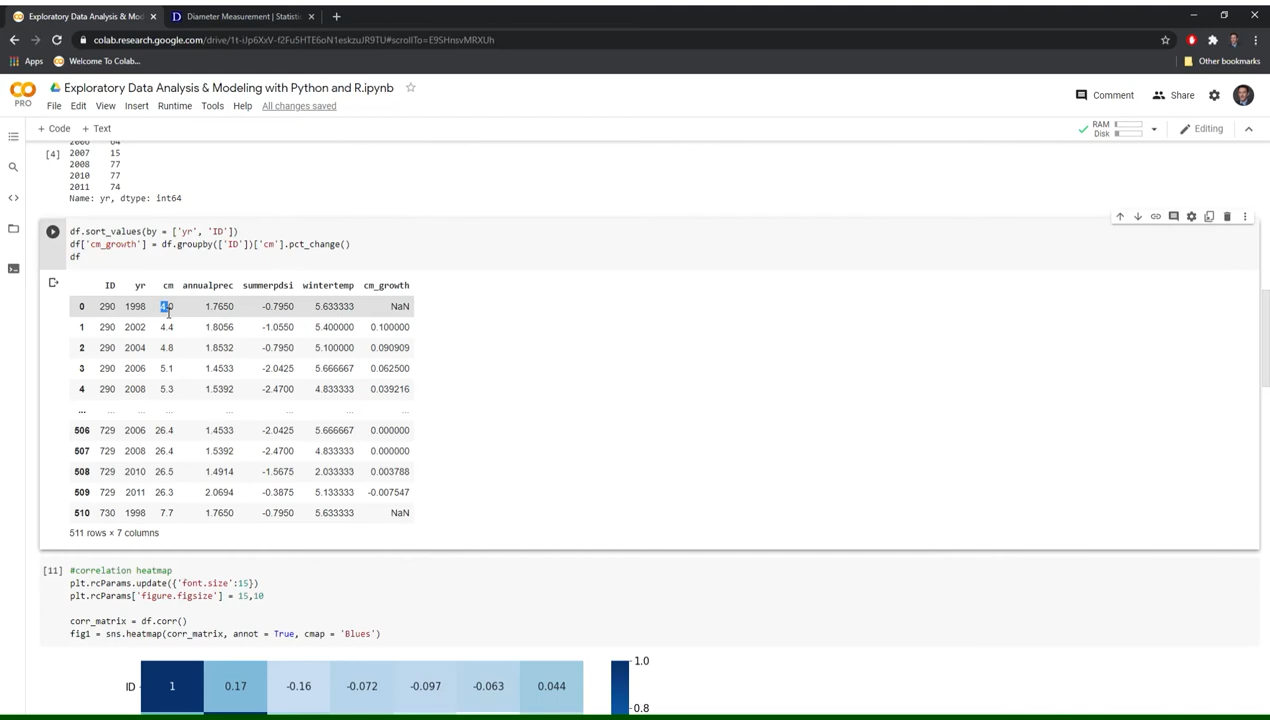 Exploratory Data Analysis & Mod
Diameter Measurement | Statistic
colab.research.google.com/drive/1t-iJp6XxV-f2Fu5HTE6oN1eskzuJR9TU#scrollTo=E9SHnsvMRXUh
Apps Welcome To Colab... Other bookmarks
CO PRO
Exploratory Data Analysis & Modeling with Python and R.ipynb
Comment Share
File Edit View Insert Runtime Tools Help All changes saved
+ Code + Text RAM Disk Editing
2006 64
[4] 2007 15
2008 77
2010 77
2011 74
Name: yr, dtype: int64
df.sort_values(by = ['yr', 'ID'])
df['cm_growth'] = df.groupby(['ID'])['cm'].pct_change()
df
ID yr cm annualprec summerpdsi wintertemp cm_growth
0 290 1998 4.0 1.7650 -0.7950 5.633333 NaN
1 290 2002 4.4 1.8056 -1.0550 5.400000 0.100000
2 290 2004 4.8 1.8532 -0.7950 5.100000 0.090909
3 290 2006 5.1 1.4533 -2.0425 5.666667 0.062500
4 290 2008 5.3 1.5392 -2.4700 4.833333 0.039216
... ... ... ... ... ... ... ...
506 729 2006 26.4 1.4533 -2.0425 5.666667 0.000000
507 729 2008 26.4 1.5392 -2.4700 4.833333 0.000000
508 729 2010 26.5 1.4914 -1.5675 2.033333 0.003788
509 729 2011 26.3 2.0694 -0.3875 5.133333 -0.007547
510 730 1998 7.7 1.7650 -0.7950 5.633333 NaN
511 rows × 7 columns
[11] #correlation heatmap
plt.rcParams.update({'font.size':15})
plt.rcParams['figure.figsize'] = 15,10
corr_matrix = df.corr()
fig1 = sns.heatmap(corr_matrix, annot = True, cmap = 'Blues')
1.0
ID 1 0.17 -0.16 -0.072 -0.097 -0.063 0.044
0.8